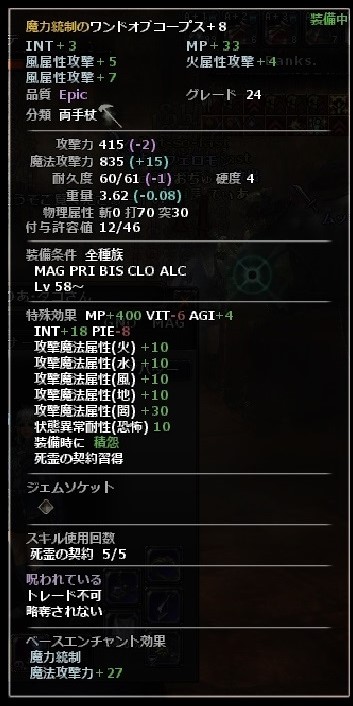 装備中
魔力統制のワンドオブコープス+8
INT+3 MP+33
風属性攻撃+5 火属性攻撃+4
風属性攻撃+7
品質 Epic グレード 24
分類 両手杖
攻撃力 415 (-2)
魔法攻撃力 835 (+15)
耐久度 60/61 (-1) 硬度 4
重量 3.62 (-0.08)
物理属性 斬0 打70 突30
付与許容値 12/46
装備条件 全種族
MAG PRI BIS CLO ALC
Lv 58～
特殊効果 MP+400 VIT-6 AGI+4
INT+18 PIE-8
攻撃魔法属性(火) +10
攻撃魔法属性(水) +10
攻撃魔法属性(風) +10
攻撃魔法属性(地) +10
攻撃魔法属性(闇) +30
状態異常耐性(恐怖) 10
装備時に 積怨
死霊の契約習得
ジェムソケット
スキル使用回数
死霊の契約 5/5
呪われている
トレード不可
略奪されない
ベースエンチャント効果
魔力統制
魔法攻撃力+27